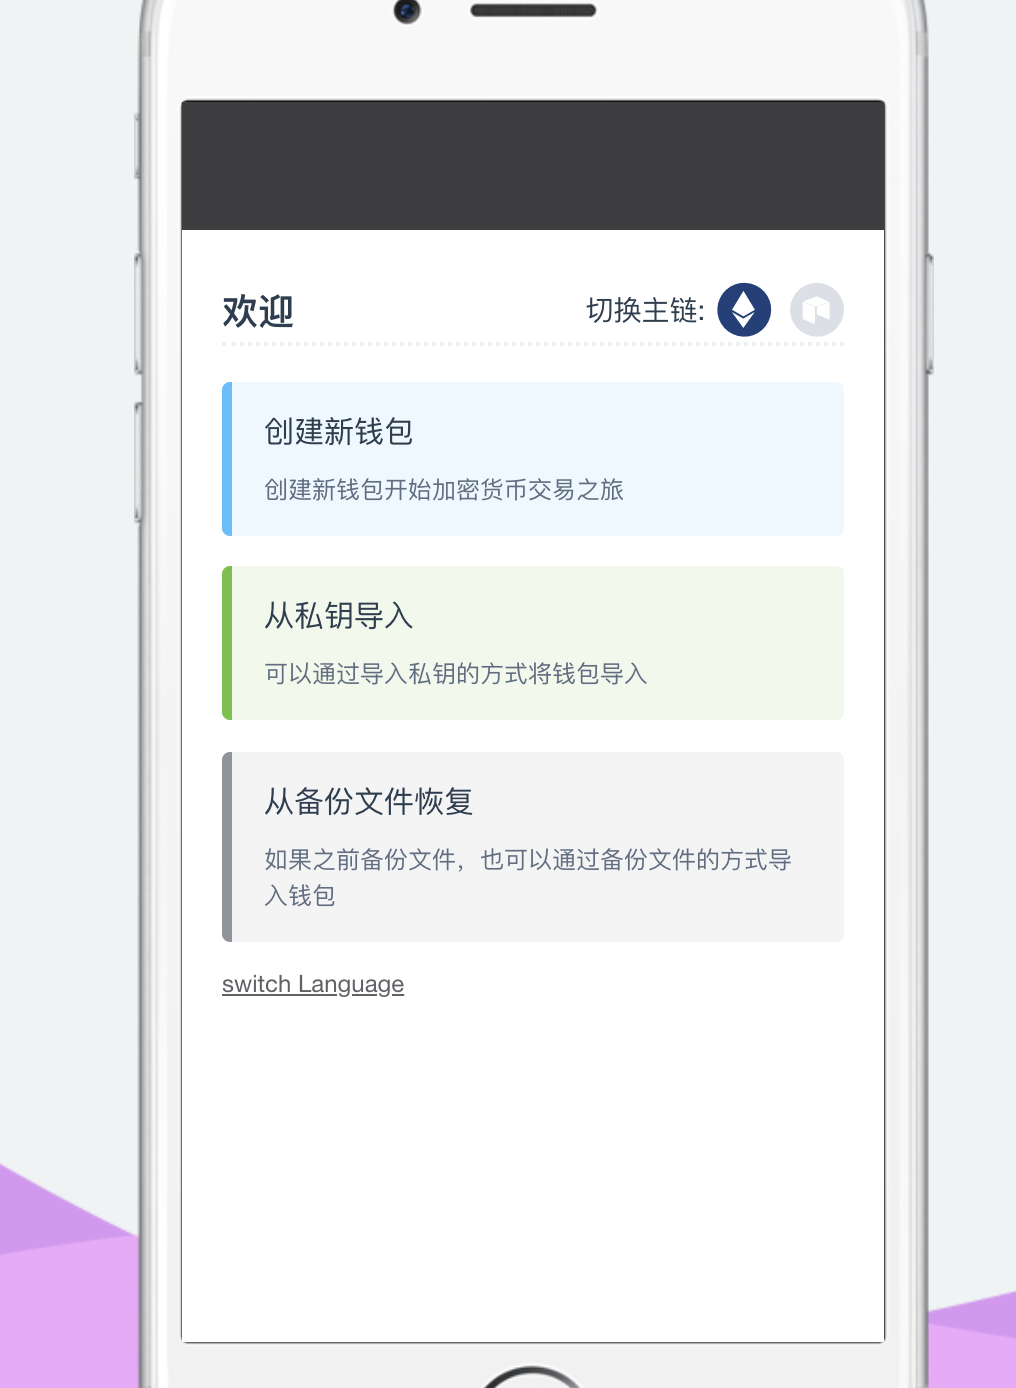 欢迎
切换主链:
创建新钱包
创建新钱包开始加密货币交易之旅
从私钥导入
可以通过导入私钥的方式将钱包导入
从备份文件恢复
如果之前备份文件，也可以通过备份文件的方式导
入钱包
switch Language